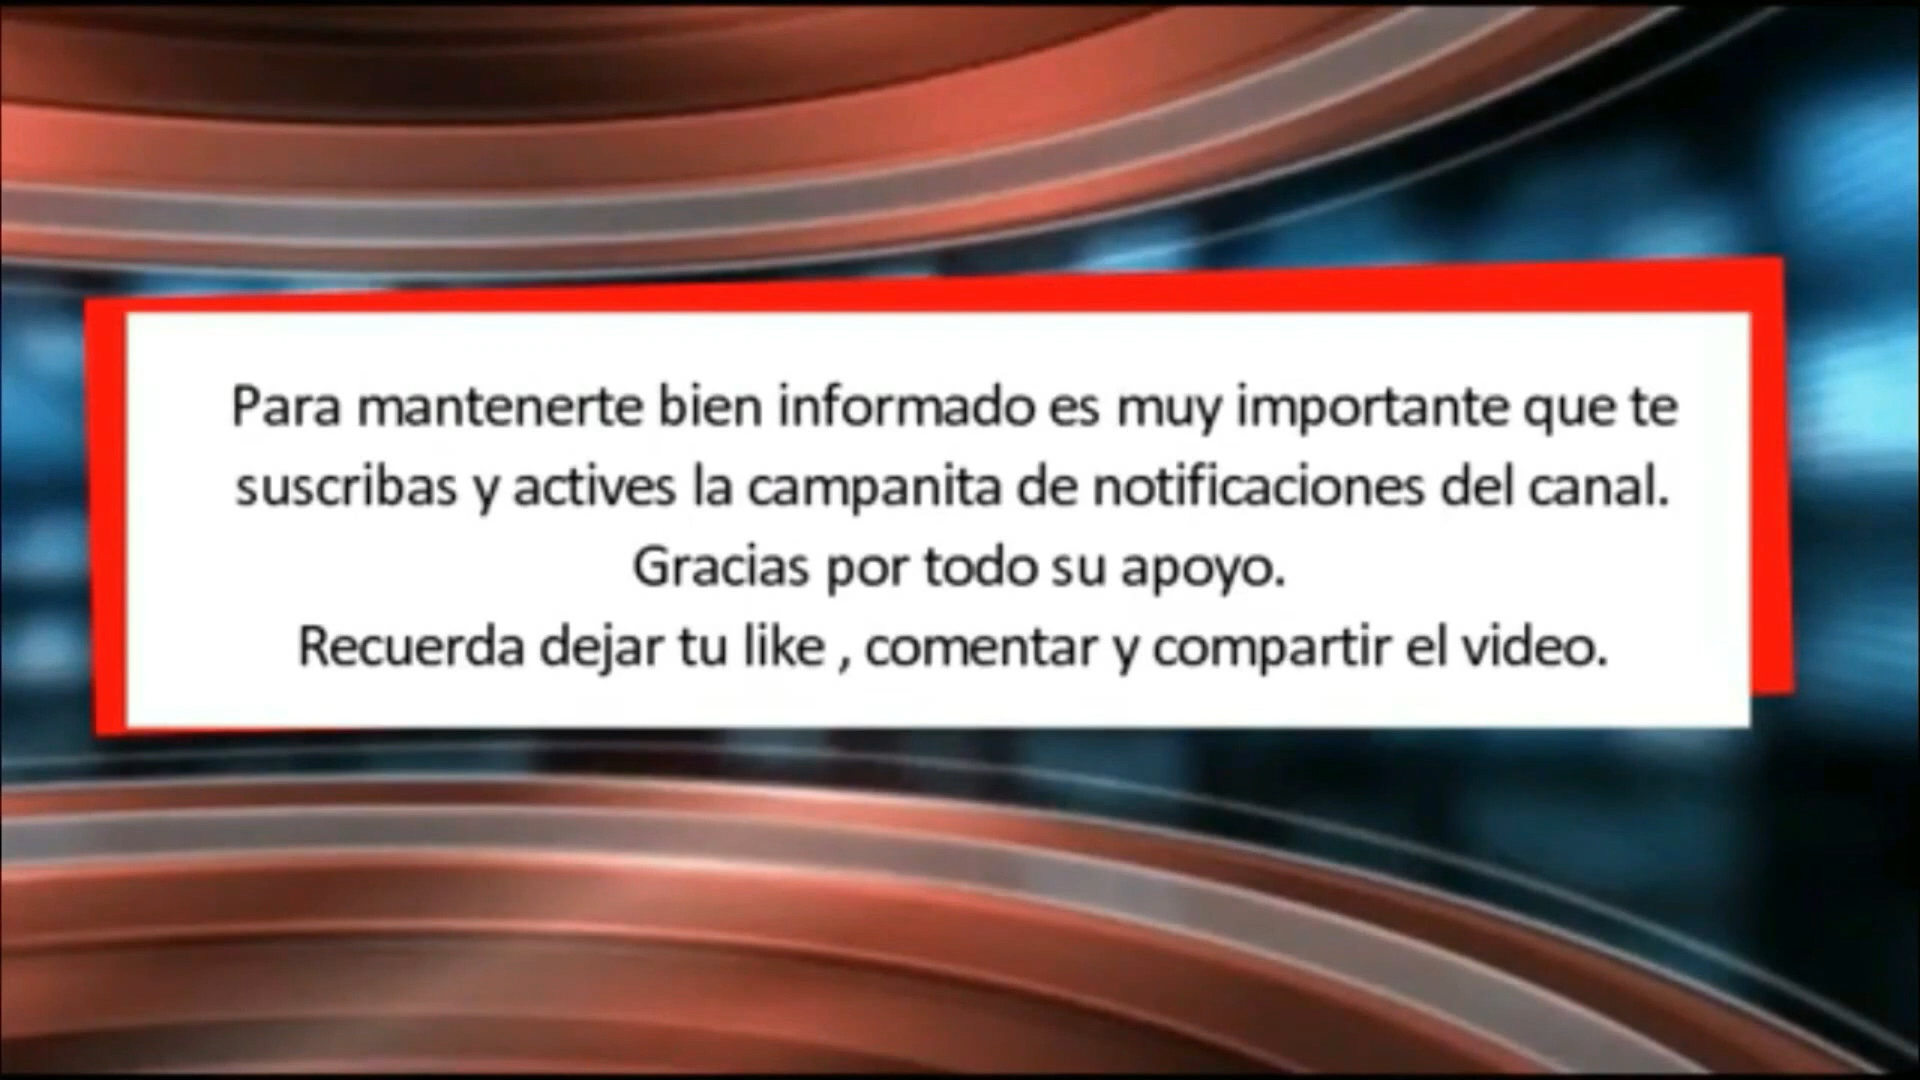 Para mantenerte bien informado es muy importante que te
suscribas y actives la campanita de notificaciones del canal.
Gracias por todo su apoyo.
Recuerda dejar tu like , comentar y compartir el video.